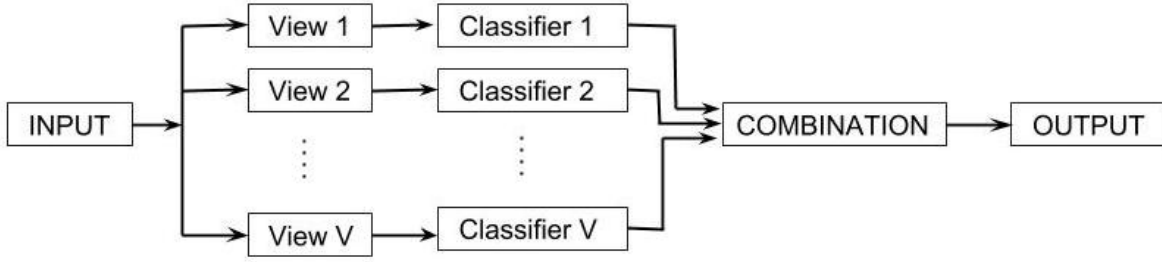 View 1
Classifier 1
View 2
Classifier 2
INPUT
COMBINATION
OUTPUT
View V
Classifier V